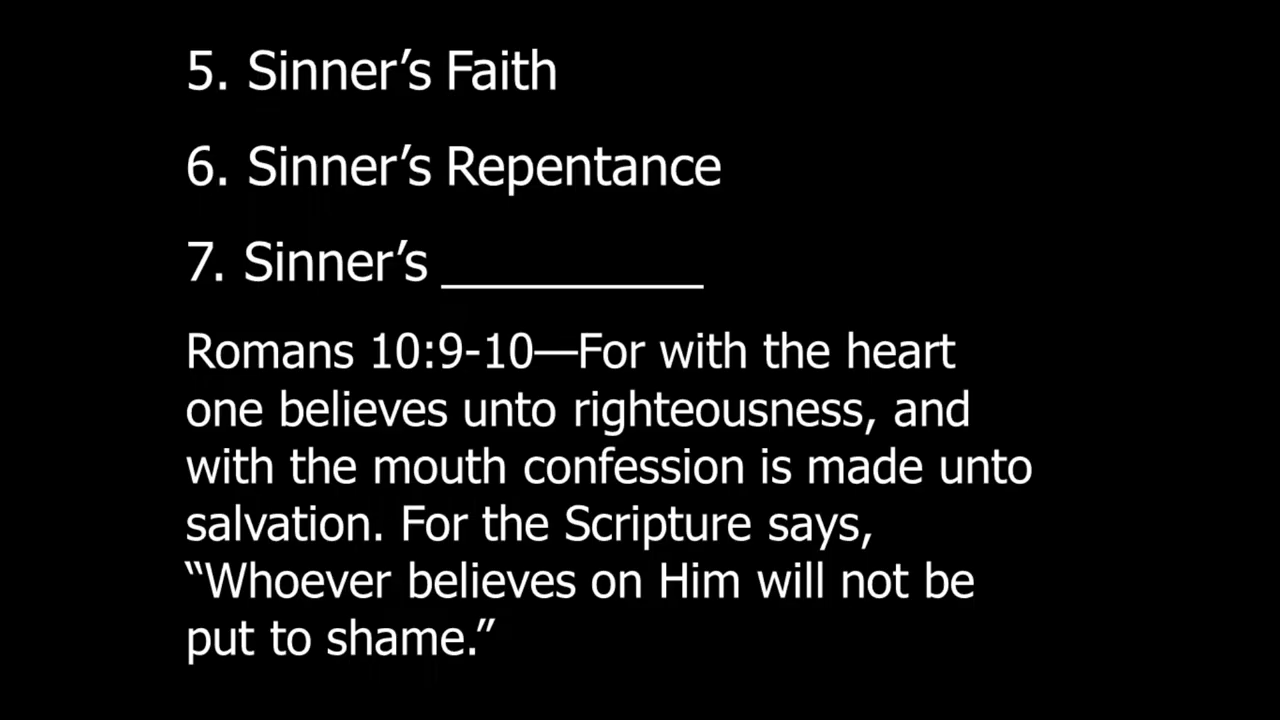 5. Sinner’s Faith
6. Sinner’s Repentance
7. Sinner’s __________
Romans 10:9-10—For with the heart
one believes unto righteousness, and
with the mouth confession is made unto
salvation. For the Scripture says,
“Whoever believes on Him will not be
put to shame.”